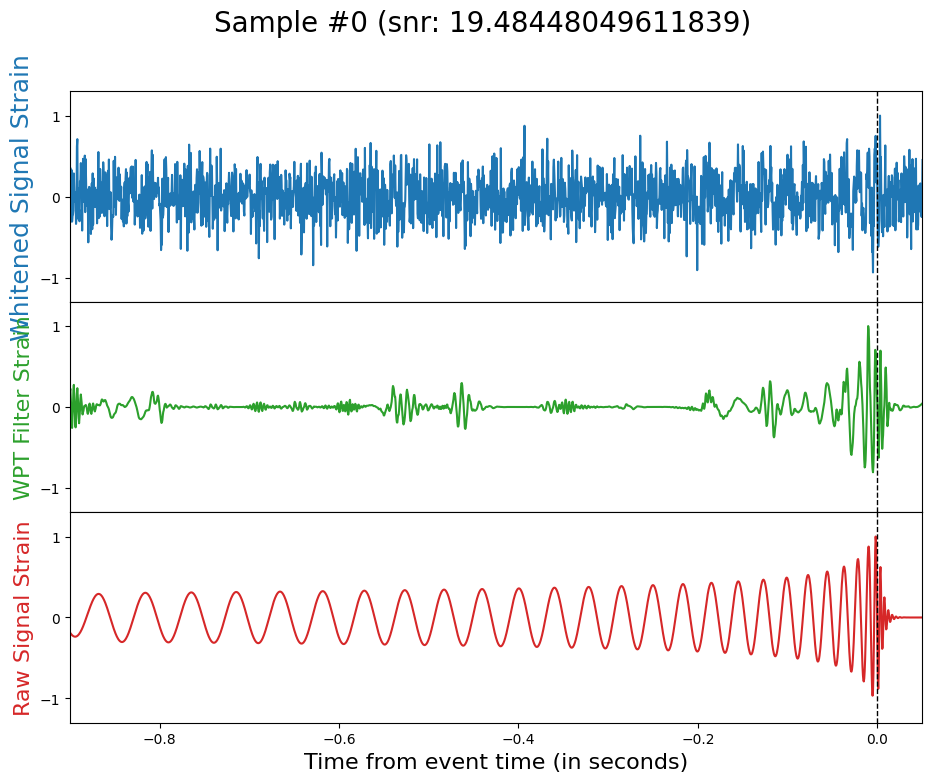 Sample #0 (snr: 19.48448049611839)
Whitened Signal Strain
1
0
−1
WPT Filter Strain
1
0
−1
Raw Signal Strain
1
0
−1
−0.8 −0.6 −0.4 −0.2 0.0
Time from event time (in seconds)